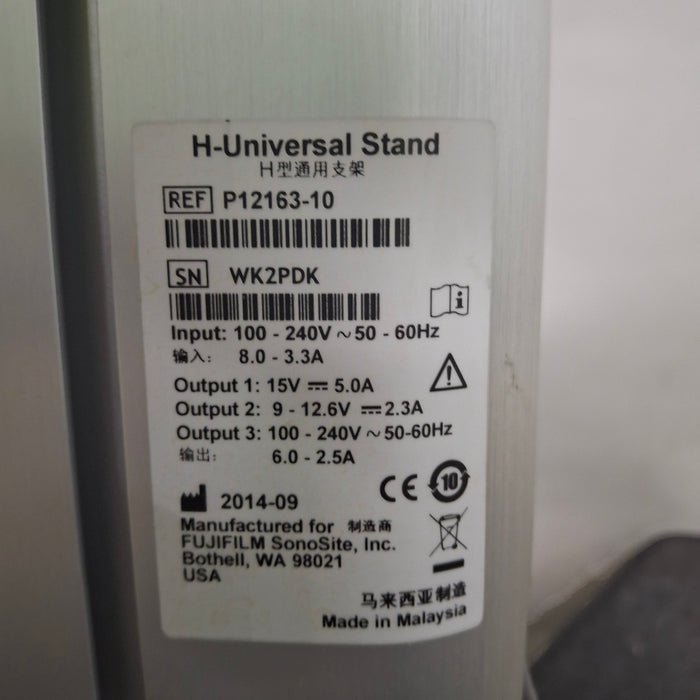 H-Universal Stand
H型通用支架
REF P12163-10
SN WK2PDK
Input: 100 - 240V ~ 50 - 60Hz
输入: 8.0 - 3.3A
Output 1: 15V ⎓ 5.0A
Output 2: 9 - 12.6V ⎓ 2.3A
Output 3: 100 - 240V ~ 50-60Hz
输出: 6.0 - 2.5A
CE 10
2014-09
Manufactured for 制造商
FUJIFILM SonoSite, Inc.
Bothell, WA 98021
USA
马来西亚制造
Made in Malaysia